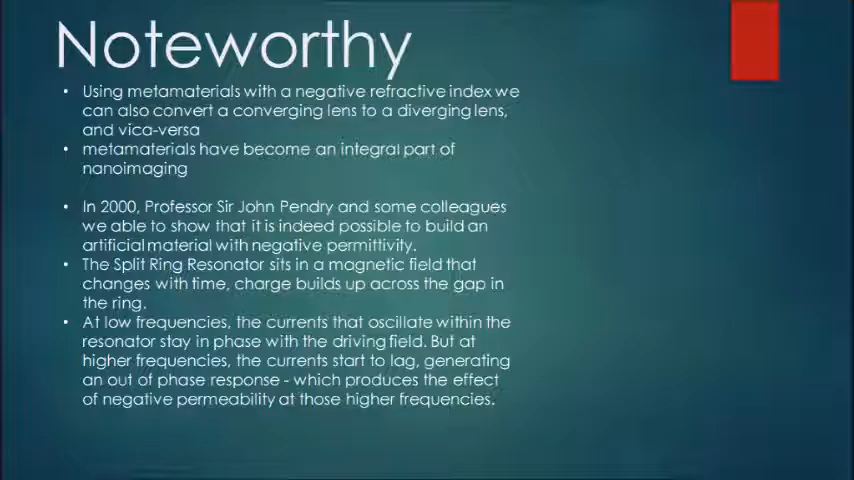 Noteworthy
• Using metamaterials with a negative refractive index we
can also convert a converging lens to a diverging lens,
and vica-versa
• metamaterials have become an integral part of
nanoimaging
• In 2000, Professor Sir John Pendry and some colleagues
we able to show that it is indeed possible to build an
artificial material with negative permittivity.
• The Split Ring Resonator sits in a magnetic field that
changes with time, charge builds up across the gap in
the ring.
• At low frequencies, the currents that oscillate within the
resonator stay in phase with the driving field. But at
higher frequencies, the currents start to lag, generating
an out of phase response - which produces the effect
of negative permeability at those higher frequencies.